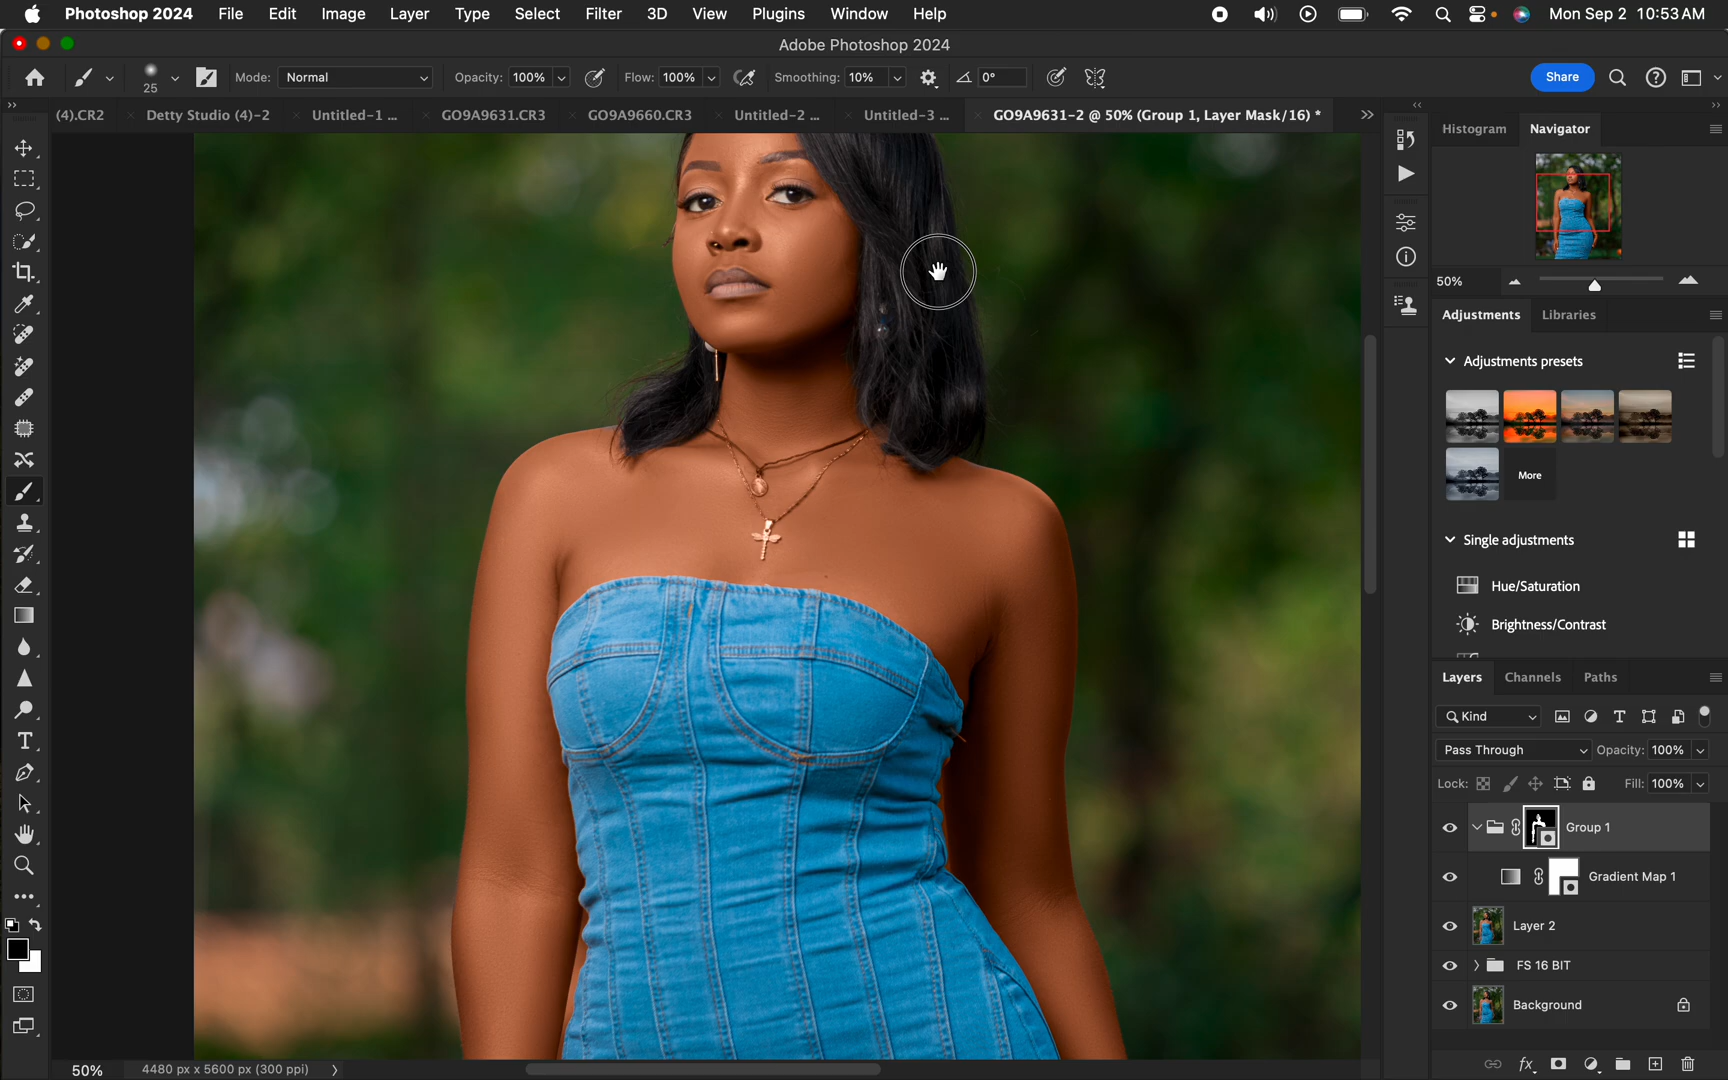 Photoshop 2024 File Edit Image Layer Type Select Filter 3D View Plugins Window Help Mon Sep 2 10:53 AM
Adobe Photoshop 2024
25 Mode: Normal Opacity: 100% Flow: 100% Smoothing: 10% 0° Share
(4).CR2 Detty Studio (4)-2 Untitled-1 ... GO9A9631.CR3 GO9A9660.CR3 Untitled-2 ... Untitled-3 ... GO9A9631-2 @ 50% (Group 1, Layer Mask/16) *
Histogram Navigator
50%
Adjustments Libraries
Adjustments presets
More
Single adjustments
Hue/Saturation
Brightness/Contrast
Layers Channels Paths
Kind
Pass Through Opacity: 100%
Lock: Fill: 100%
Group 1
Gradient Map 1
Layer 2
FS 16 BIT
Background
50% 4480 px x 5600 px (300 ppi)